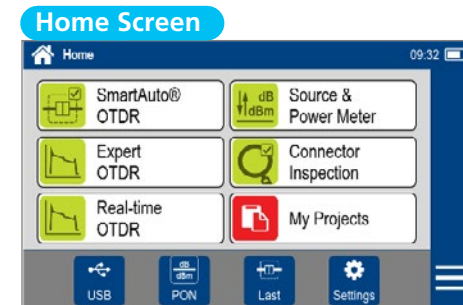 Home Screen
Home
09:32
SmartAuto®
OTDR
dB
dBm
Source &
Power Meter
Expert
OTDR
Connector
Inspection
Real-time
OTDR
My Projects
USB
dB
dBm
PON
Last
Settings